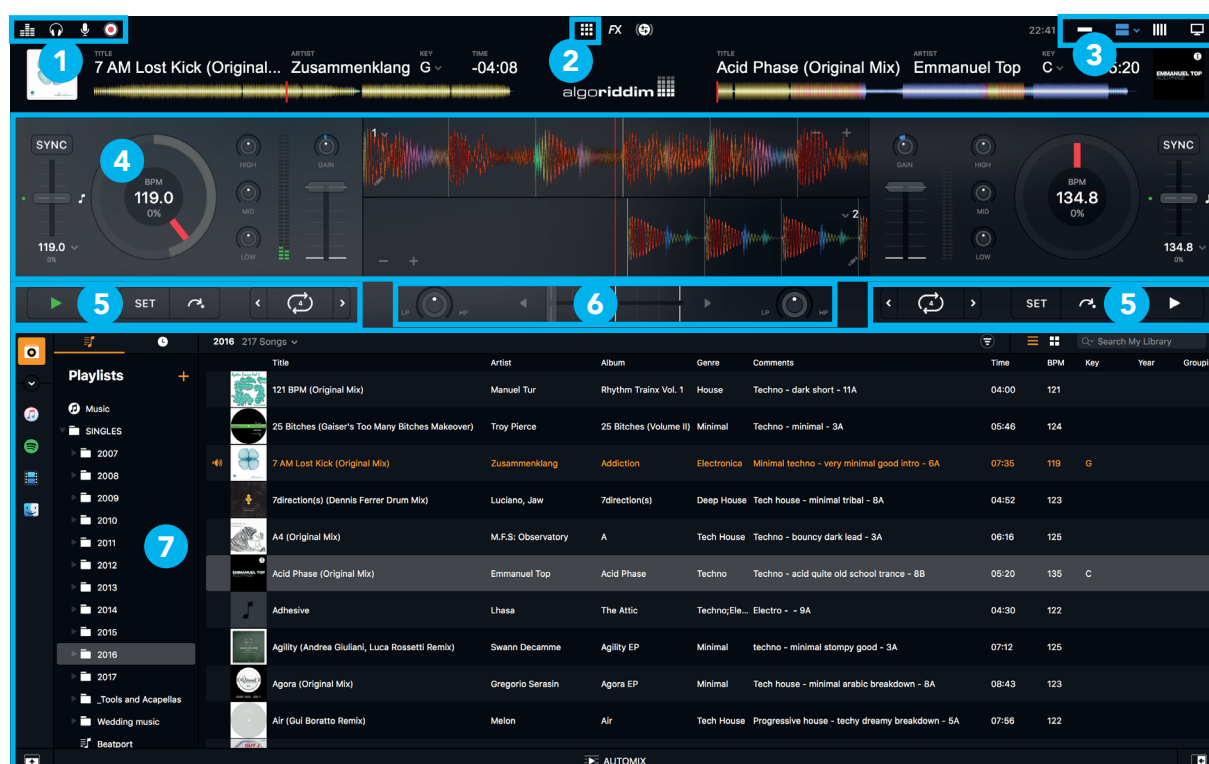 FX
22:41
1
2
3
TITLE ARTIST KEY TIME
7 AM Lost Kick (Original... Zusammenklang G -04:08
algoriddim
TITLE ARTIST KEY
Acid Phase (Original Mix) Emmanuel Top C :20
EMMANUEL TOP
SYNC
4
BPM
119.0
0%
119.0
0%
HIGH
MID
LOW
GAIN
1
2
GAIN
HIGH
MID
LOW
BPM
134.8
0%
SYNC
134.8
0%
5 SET 4
LP HP 6 LP HP
4 SET 5
2016 217 Songs
Search My Library
Playlists +
Music
SINGLES
2007
2008
2009
2010
2011
2012
2013
2014
2015
2016
2017
_Tools and Acapellas
Wedding music
Beatport
7
Title Artist Album Genre Comments Time BPM Key Year Groupi
121 BPM (Original Mix) Manuel Tur Rhythm Trainx Vol. 1 House Techno - dark short - 11A 04:00 121
25 Bitches (Gaiser's Too Many Bitches Makeover) Troy Pierce 25 Bitches (Volume II) Minimal Techno - minimal - 3A 05:46 124
7 AM Lost Kick (Original Mix) Zusammenklang Addiction Electronica Minimal techno - very minimal good intro - 6A 07:35 119 G
7direction(s) (Dennis Ferrer Drum Mix) Luciano, Jaw 7direction(s) Deep House Tech house - minimal tribal - 8A 04:52 123
A4 (Original Mix) M.F.S: Observatory A Tech House Techno - bouncy dark lead - 3A 06:16 125
Acid Phase (Original Mix) Emmanuel Top Acid Phase Techno Techno - acid quite old school trance - 8B 05:20 135 C
Adhesive Lhasa The Attic Techno;Ele... Electro - - 9A 04:30 122
Agility (Andrea Giuliani, Luca Rossetti Remix) Swann Decamme Agility EP Minimal techno - minimal stompy good - 3A 07:12 125
Agora (Original Mix) Gregorio Serasin Agora EP Minimal Tech house - minimal arabic breakdown - 8A 08:43 123
Air (Gui Boratto Remix) Melon Air Tech House Progressive house - techy dreamy breakdown - 5A 07:56 122
AUTOMIX